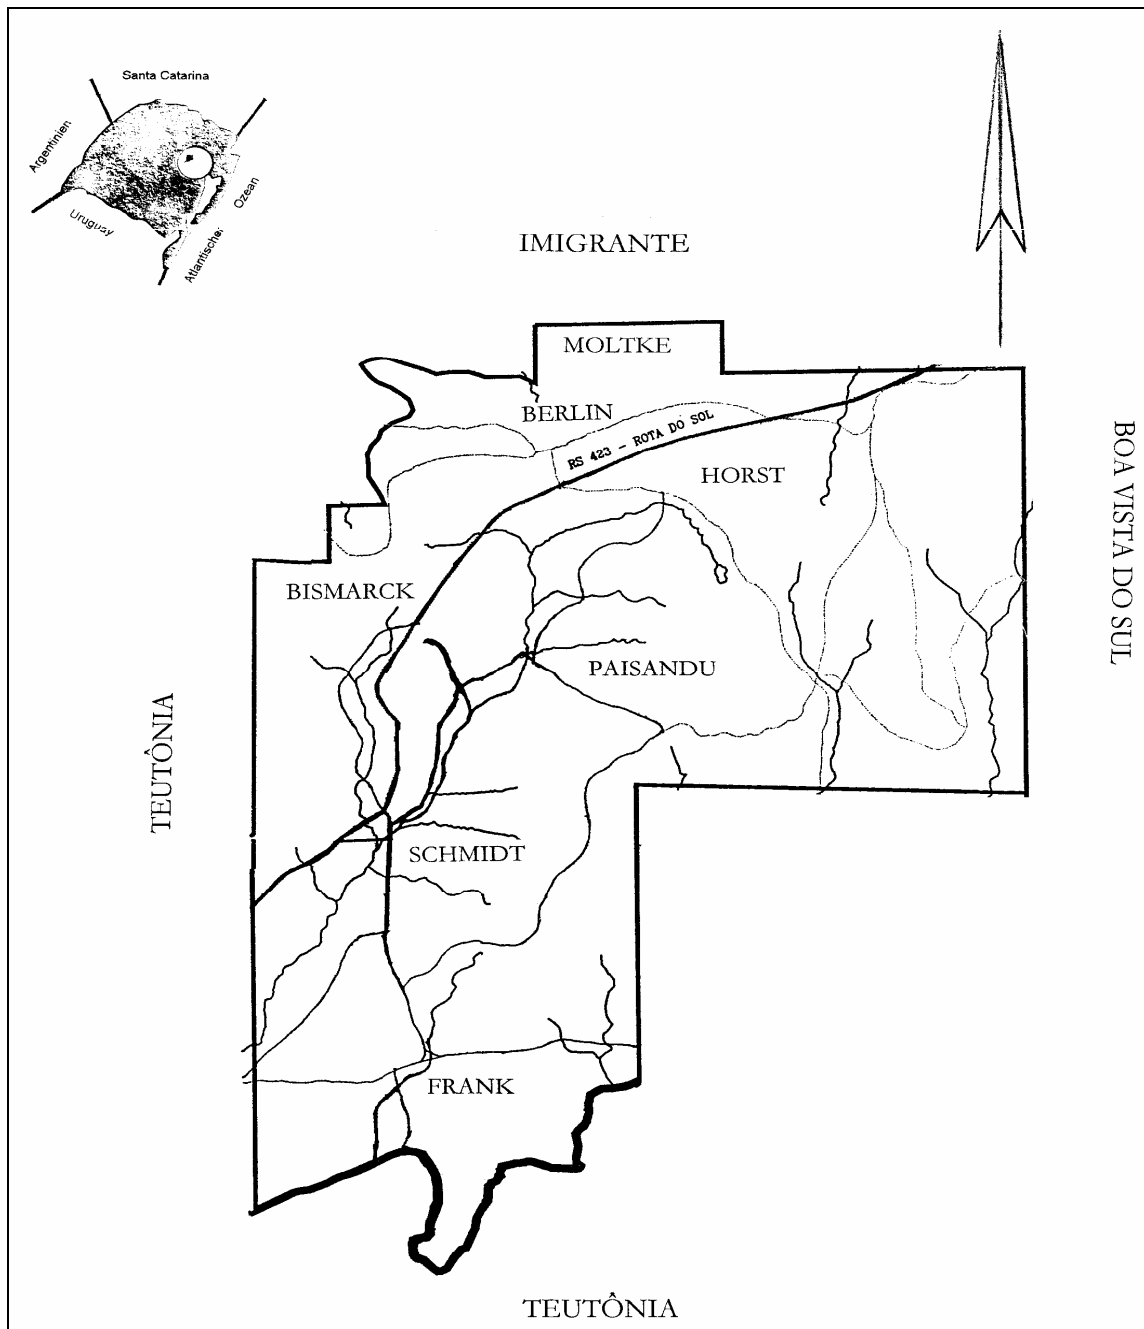 Santa Catarina
Argentinien
Uruguay
Atlantischer Ozean
IMIGRANTE
MOLTKE
BERLIN
RS 423 - ROTA DO SOL
HORST
BOA VISTA DO SUL
BISMARCK
PAISANDU
TEUTÔNIA
SCHMIDT
FRANK
TEUTÔNIA